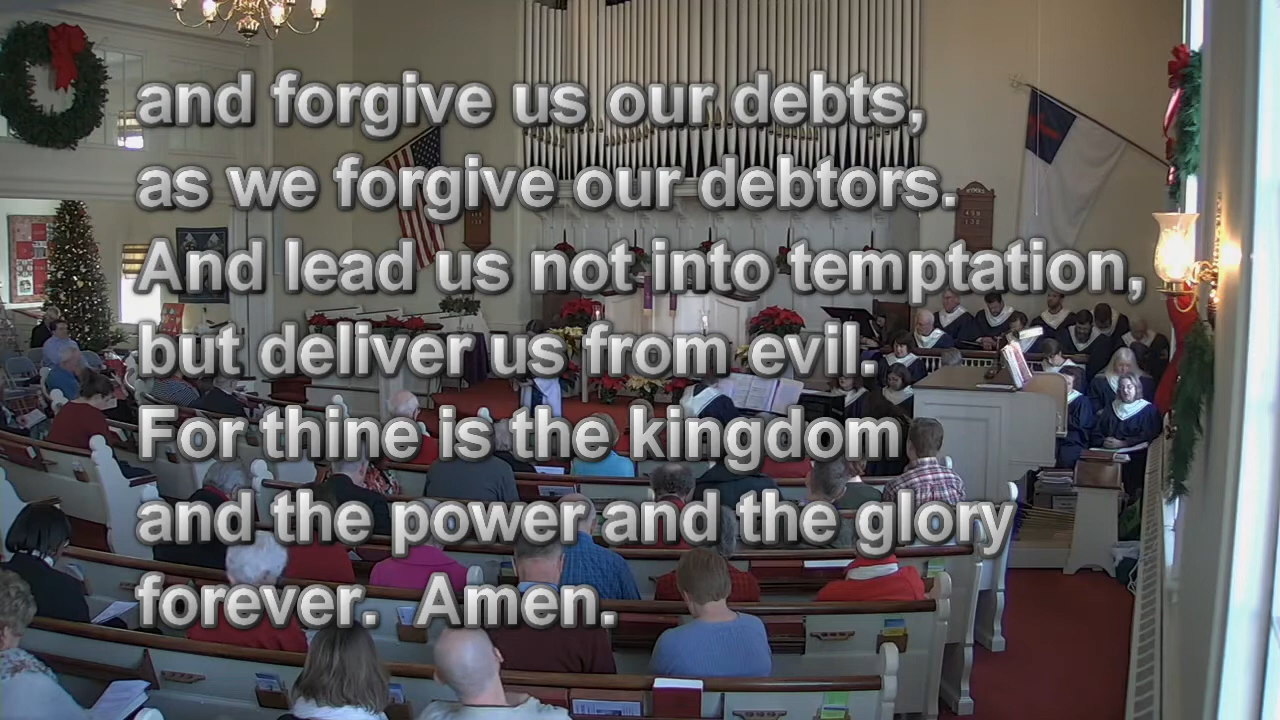 and forgive us our debts,
as we forgive our debtors.
And lead us not into temptation,
but deliver us from evil.
For thine is the kingdom
and the power and the glory
forever.  Amen.